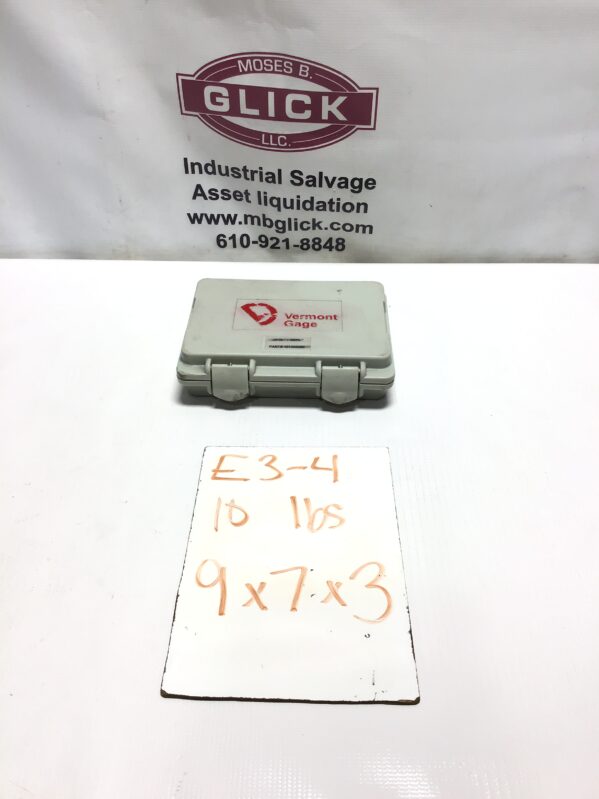 MOSES B.
GLICK
LLC.
Industrial Salvage
Asset liquidation
www.mbglick.com
610-921-8848
Vermont
Gage
E3-4
10 lbs
9x7x3